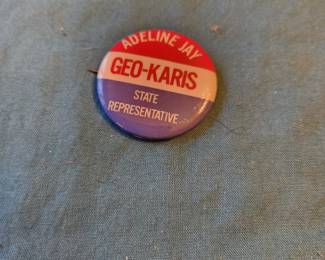 ADELINE JAY
GEO-KARIS
STATE
REPRESENTATIVE